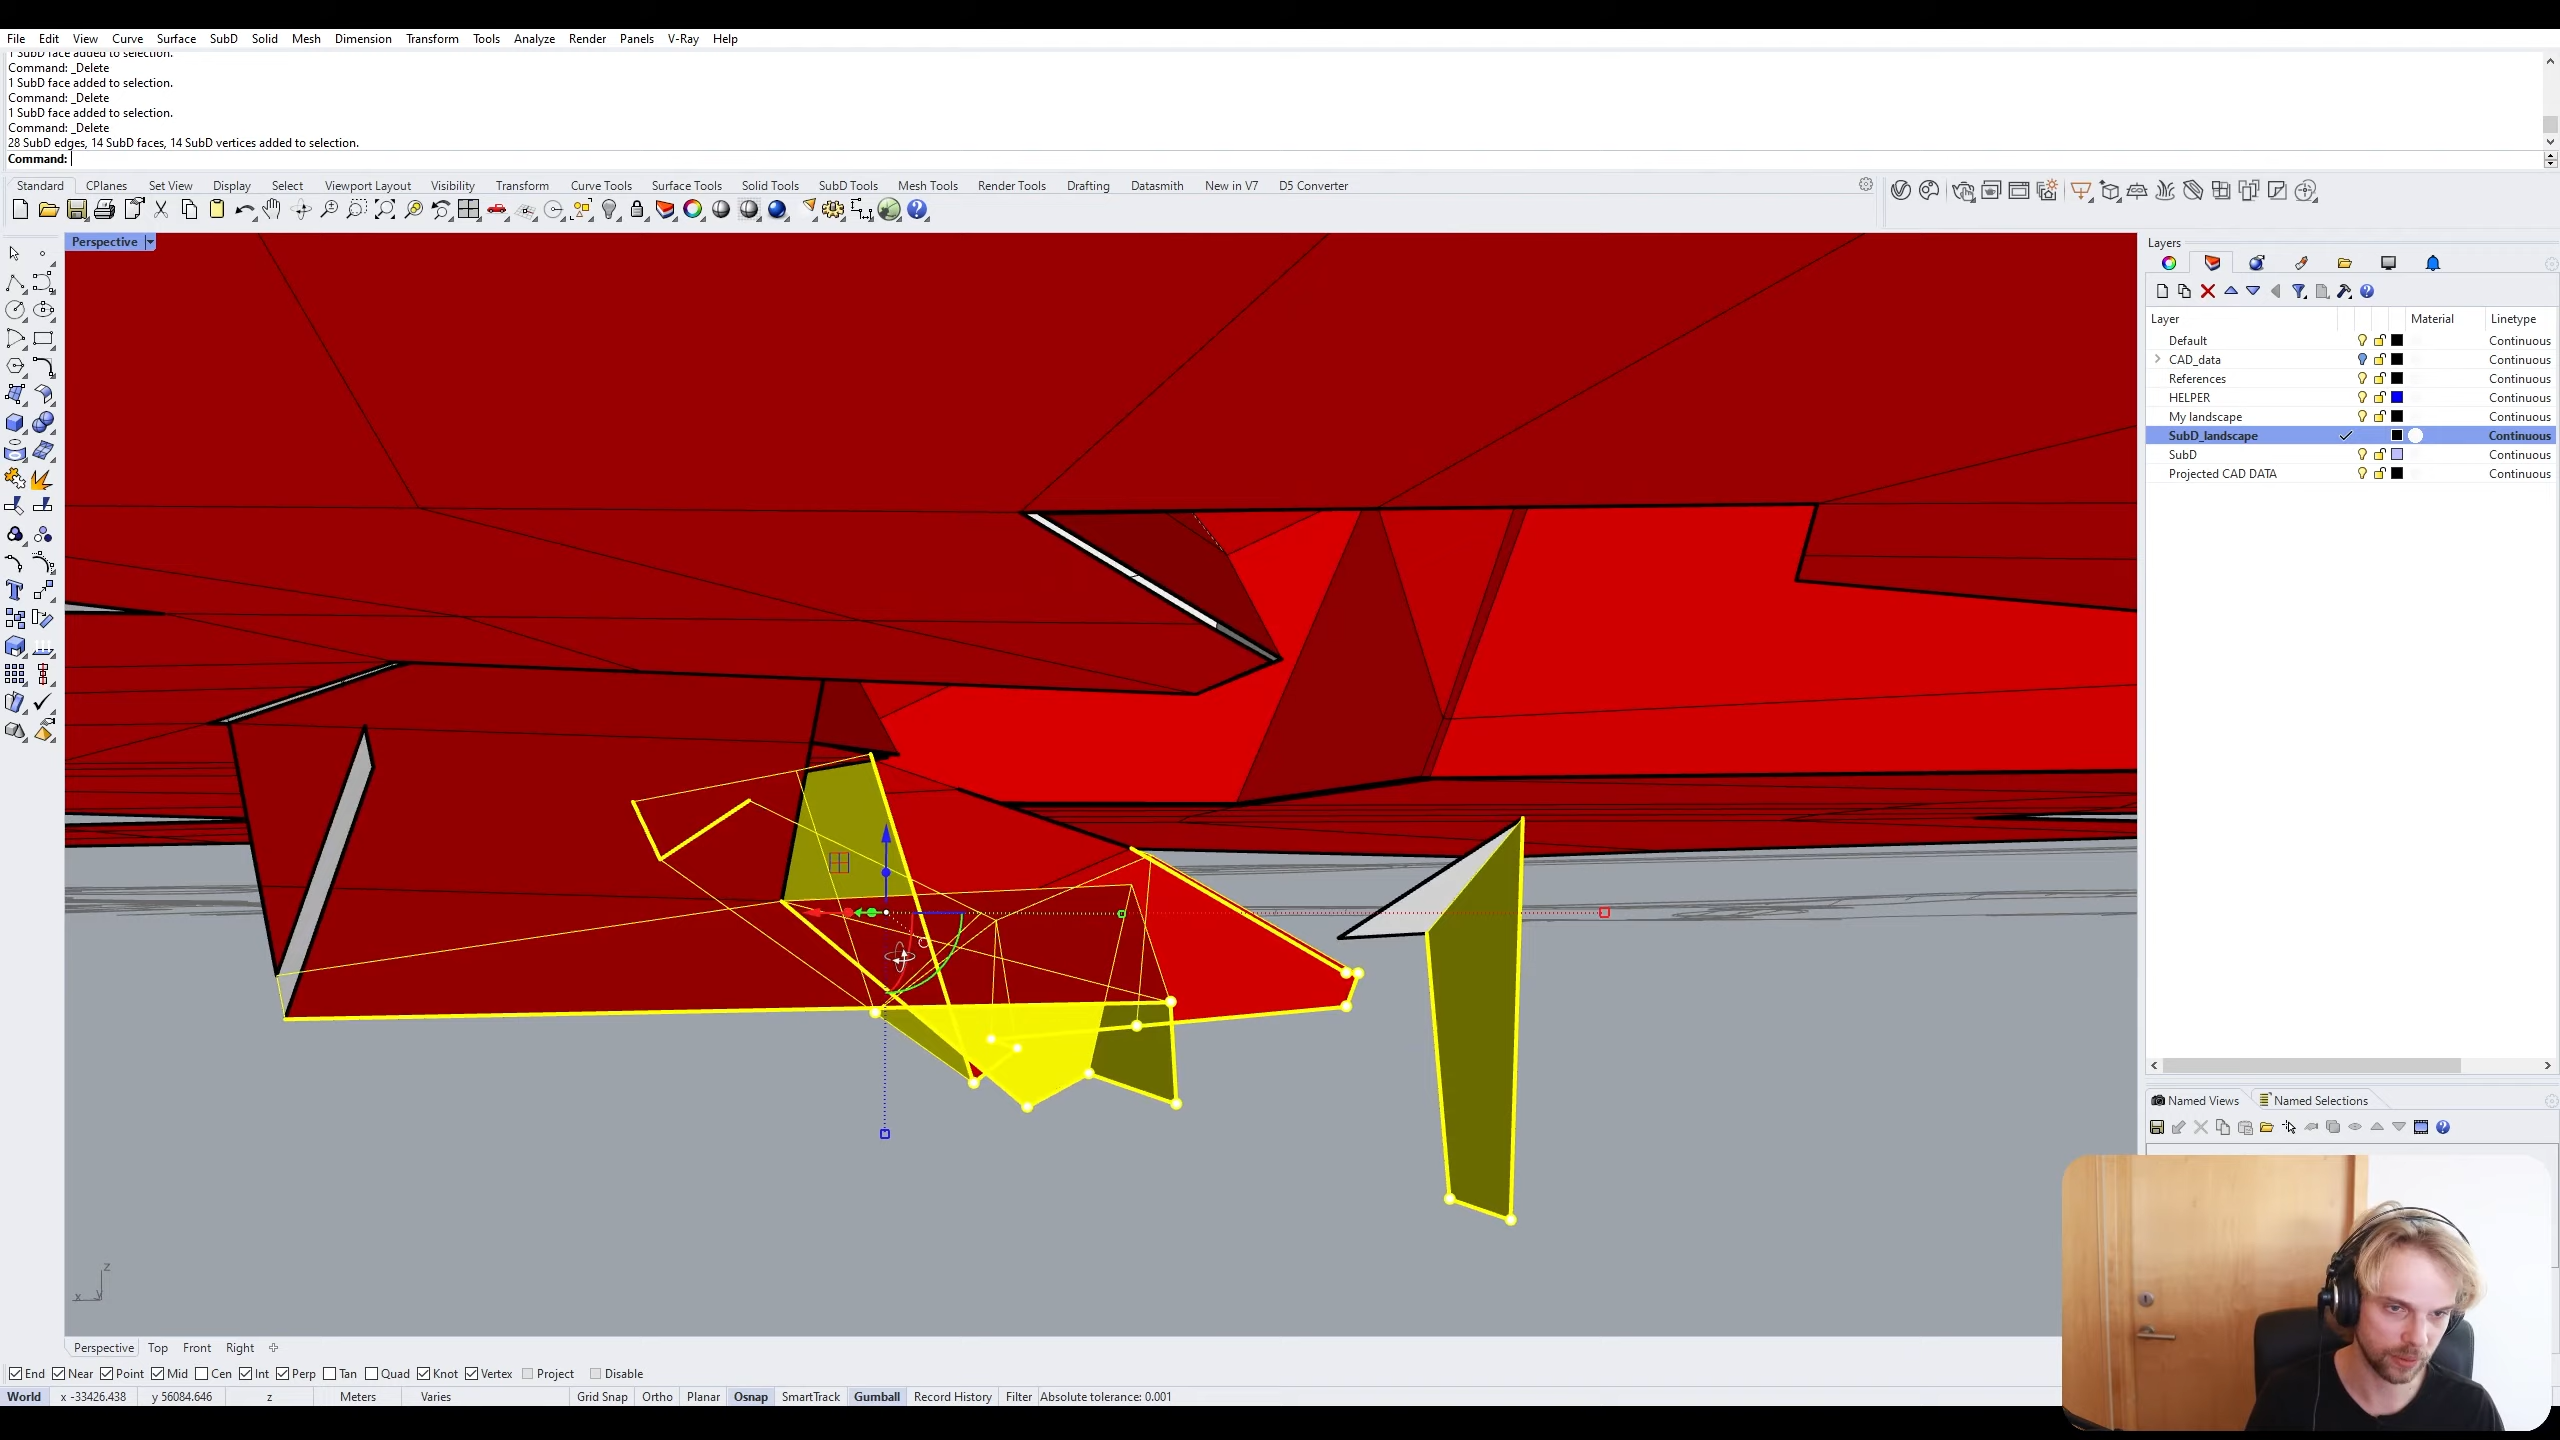 File Edit View Curve Surface SubD Solid Mesh Dimension Transform Tools Analyze Render Panels V-Ray Help
1 SubD face added to selection.
Command: _Delete
1 SubD face added to selection.
Command: _Delete
1 SubD face added to selection.
Command: _Delete
28 SubD edges, 14 SubD faces, 14 SubD vertices added to selection.
Command:
Standard CPlanes Set View Display Select Viewport Layout Visibility Transform Curve Tools Surface Tools Solid Tools SubD Tools Mesh Tools Render Tools Drafting Datasmith New in V7 D5 Converter
Perspective
Layers
Layer Material Linetype
Default Continuous
CAD_data Continuous
References Continuous
HELPER Continuous
My landscape Continuous
SubD_landscape Continuous
SubD Continuous
Projected CAD DATA Continuous
Named Views Named Selections
z
x y
Perspective Top Front Right
End Near Point Mid Cen Int Perp Tan Quad Knot Vertex Project Disable
World x -33426.438 y 56084.646 z Meters Varies Grid Snap Ortho Planar Osnap SmartTrack Gumball Record History Filter Absolute tolerance: 0.001